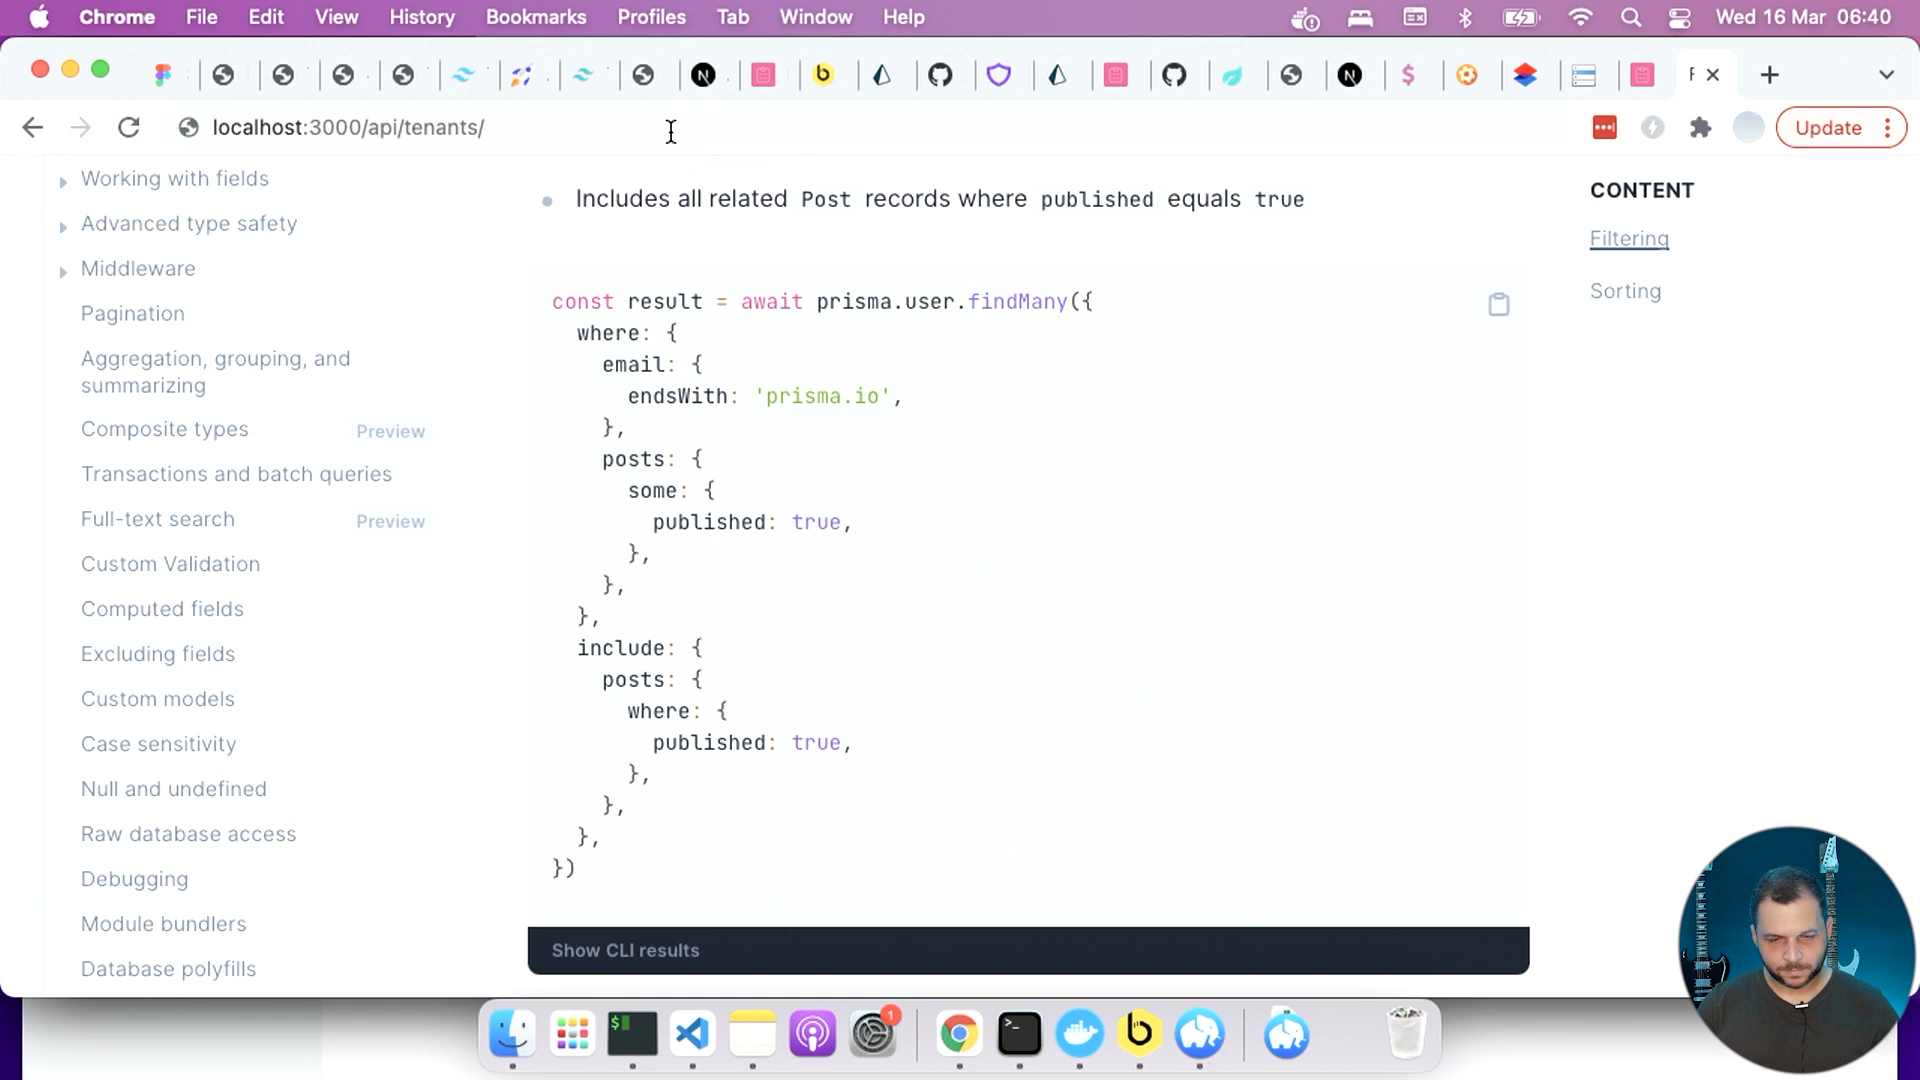 Chrome File Edit View History Bookmarks Profiles Tab Window Help Wed 16 Mar 06:40
localhost:3000/api/tenants/
Update
Working with fields
Advanced type safety
Middleware
Pagination
Aggregation, grouping, and
summarizing
Composite types Preview
Transactions and batch queries
Full-text search Preview
Custom Validation
Computed fields
Excluding fields
Custom models
Case sensitivity
Null and undefined
Raw database access
Debugging
Module bundlers
Database polyfills
Includes all related Post records where published equals true
const result = await prisma.user.findMany({
where: {
email: {
endsWith: 'prisma.io',
},
posts: {
some: {
published: true,
},
},
},
include: {
posts: {
where: {
published: true,
},
},
},
})
Show CLI results
CONTENT
Filtering
Sorting
1